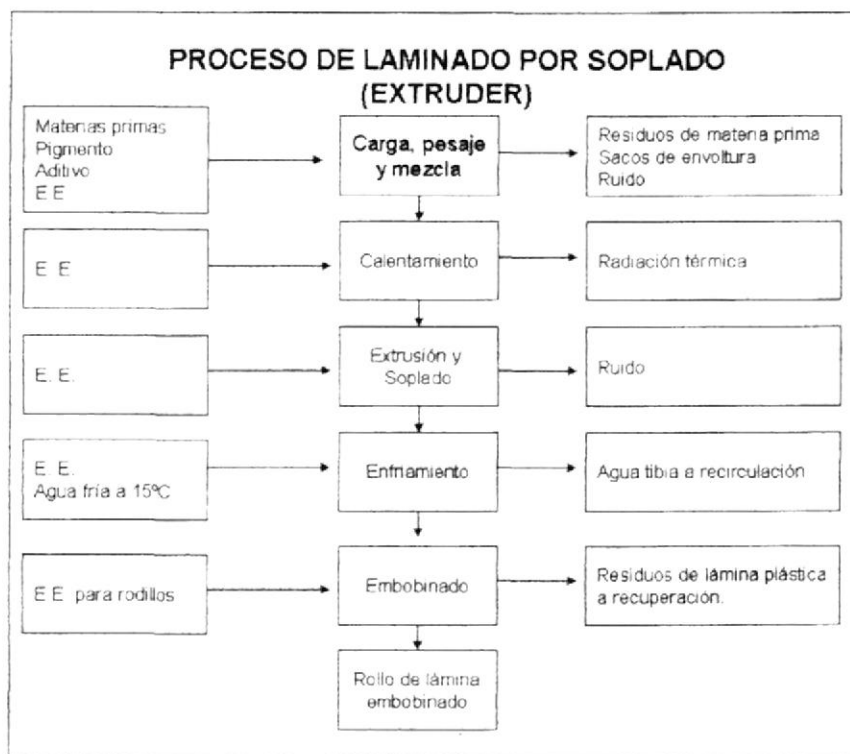 PROCESO DE LAMINADO POR SOPLADO
(EXTRUDER)
Materias primas
Pigmento
Aditivo
E E
Carga, pesaje
y mezcla
Residuos de materia prima
Sacos de envoltura
Ruido
E. E
Calentamiento
Radiación térmica
E. E.
Extrusión y
Soplado
Ruido
E. E.
Agua fría a 15ºC
Enfriamiento
Agua tibia a recirculación
E E para rodillos
Embobinado
Residuos de lámina plástica
a recuperación.
Rollo de lámina
embobinado